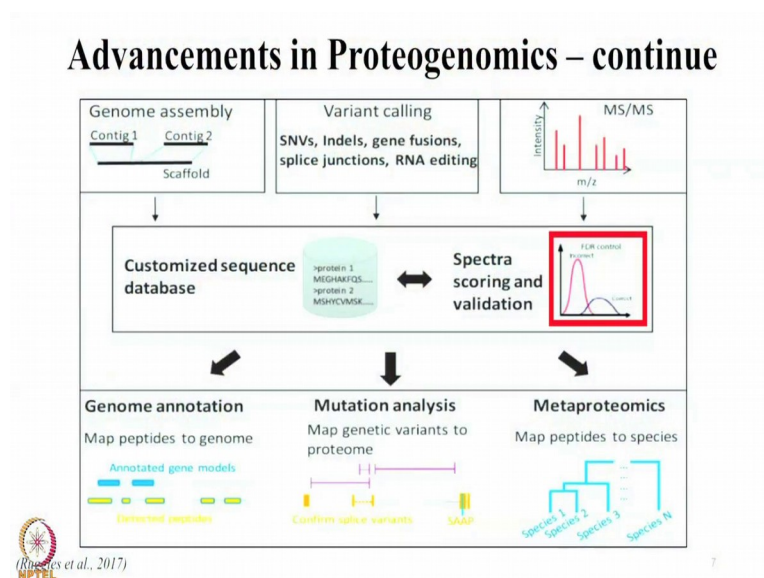 Advancements in Proteogenomics – continue
Genome assembly
Contig 1
Contig 2
Scaffold
Variant calling
SNVs, Indels, gene fusions,
splice junctions, RNA editing
MS/MS
Intensity
m/z
Customized sequence
database
>protein 1
MEGHAKFQS.....
>protein 2
MSHYCVMSK.....
Spectra
scoring and
validation
FDR control
Incorrect
Correct
Genome annotation
Map peptides to genome
Annotated gene models
Detected peptides
Mutation analysis
Map genetic variants to
proteome
Confirm splice variants
SAAP
Metaproteomics
Map peptides to species
Species 1
Species 2
Species 3
Species N
et al., 2017)
NPTEL
7